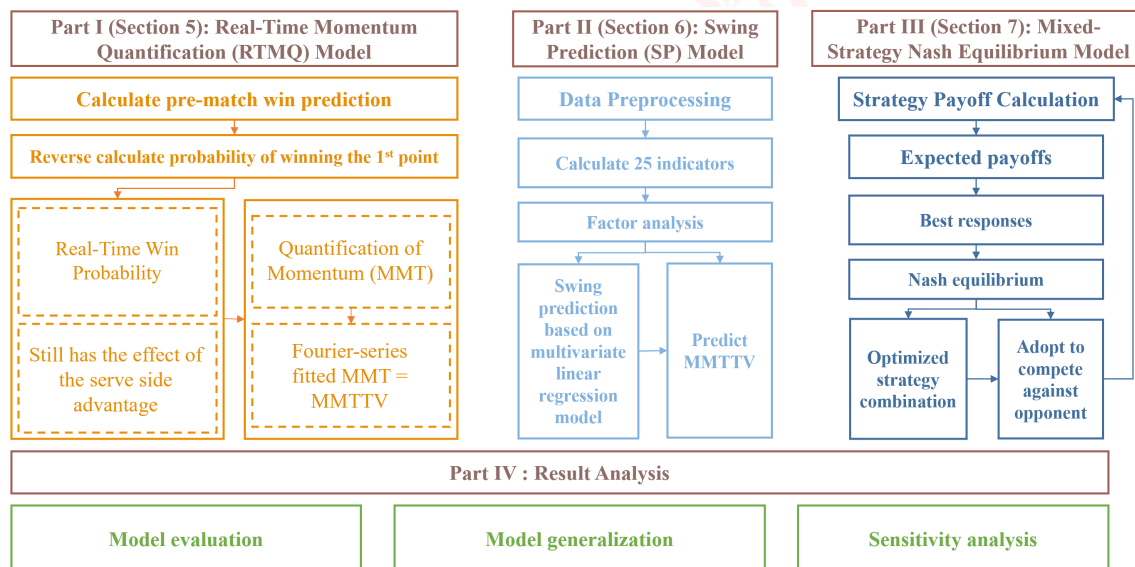 Part I (Section 5): Real-Time Momentum
Quantification (RTMQ) Model
Calculate pre-match win prediction
Reverse calculate probability of winning the 1st point
Real-Time Win
Probability
Still has the effect of
the serve side
advantage
Quantification of
Momentum (MMT)
Fourier-series
fitted MMT =
MMTTV
Part II (Section 6): Swing
Prediction (SP) Model
Data Preprocessing
Calculate 25 indicators
Factor analysis
Swing
prediction
based on
multivariate
linear
regression
model
Predict
MMTTV
Part III (Section 7): Mixed-
Strategy Nash Equilibrium Model
Strategy Payoff Calculation
Expected payoffs
Best responses
Nash equilibrium
Optimized
strategy
combination
Adopt to
compete
against
opponent
Part IV : Result Analysis
Model evaluation
Model generalization
Sensitivity analysis